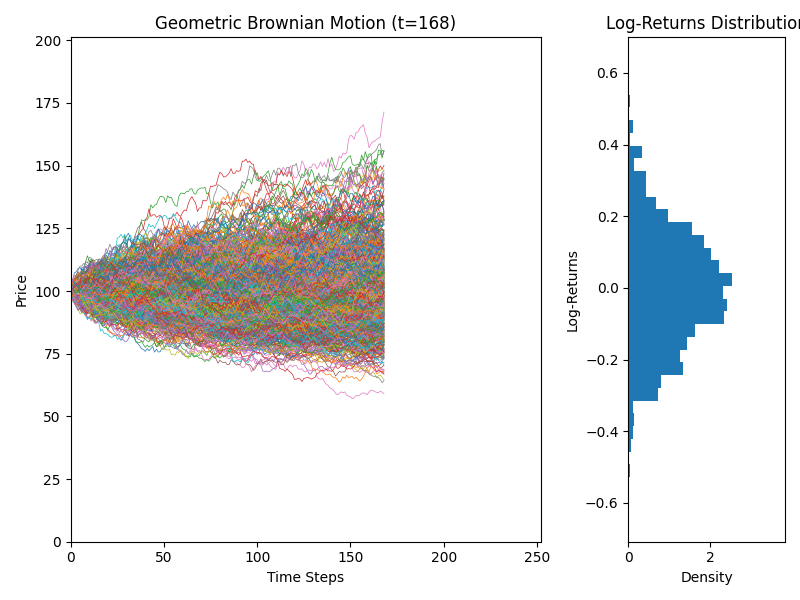 Geometric Brownian Motion (t=168)
200
175
150
125
100
75
50
25
0
Price
0 50 100 150 200 250
Time Steps
Log-Returns Distribution
0.6
0.4
0.2
0.0
−0.2
−0.4
−0.6
Log-Returns
0 2
Density